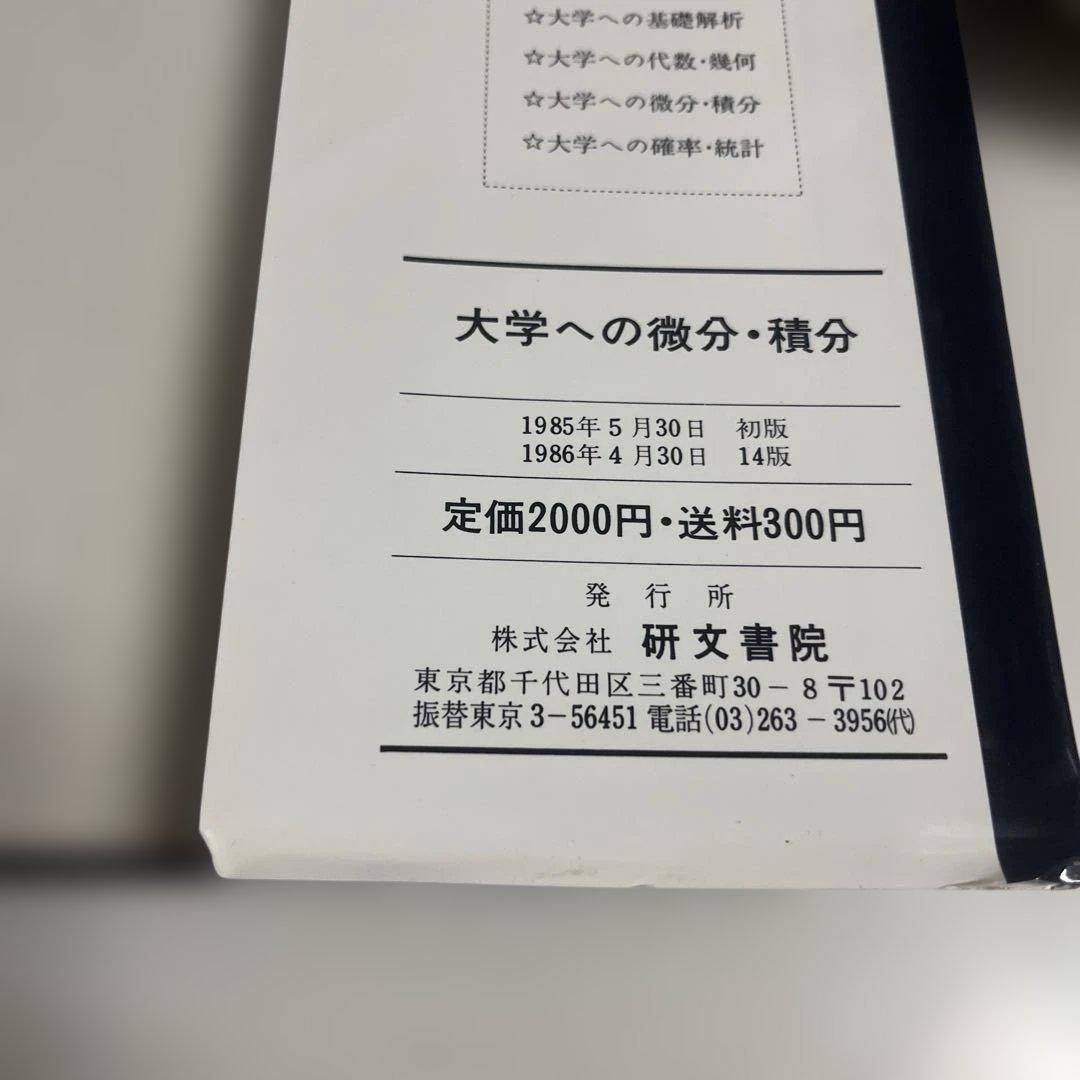 ☆大学への基礎解析
☆大学への代数・幾何
☆大学への微分・積分
☆大学への確率・統計
大学への微分・積分
1985年5月30日 初版
1986年4月30日 14版
定価2000円・送料300円
発行所
株式会社 研文書院
東京都千代田区三番町30－8〒102
振替東京3－56451電話(03)263－3956㈹